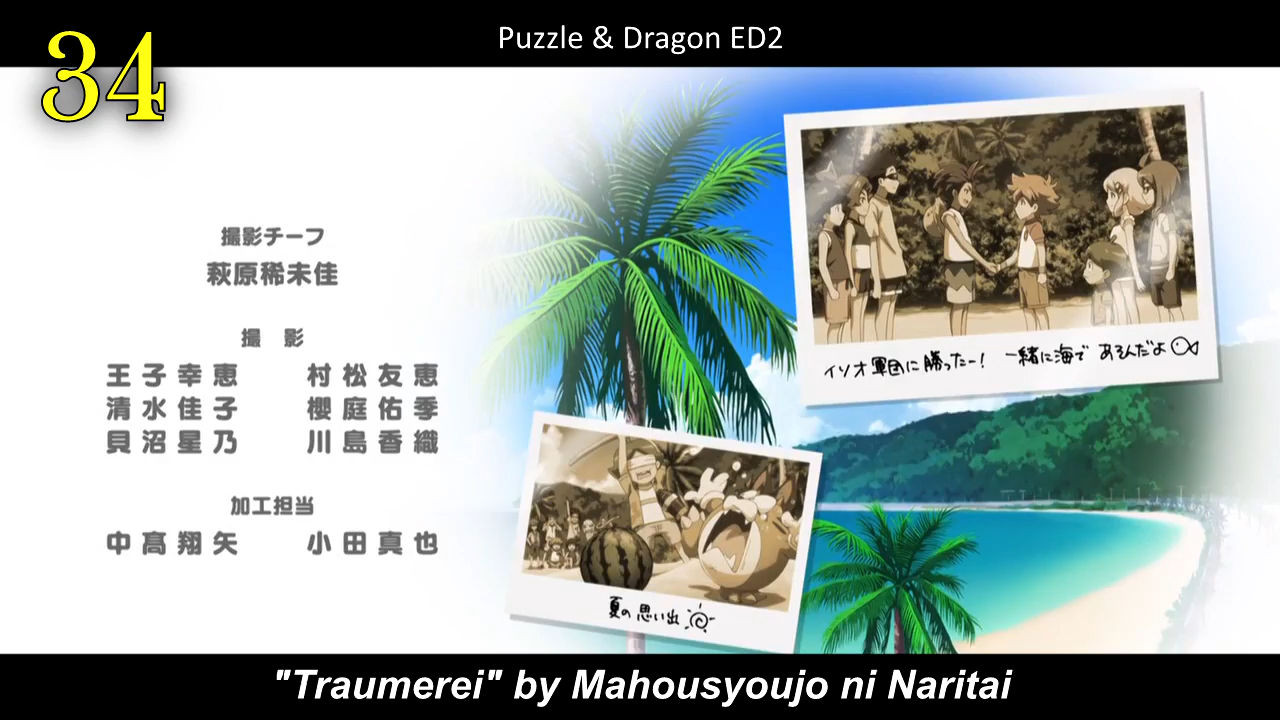 34
Puzzle & Dragon ED2
撮影チーフ
萩原稀未佳
撮 影
王子幸恵 村松友恵
清水佳子 櫻庭佑季
貝沼星乃 川島香織
加工担当
中髙翔矢 小田真也
イソオ軍団に勝ったー! 一緒に海で あそんだよ
夏の思い出
"Traumerei" by Mahousyoujo ni Naritai